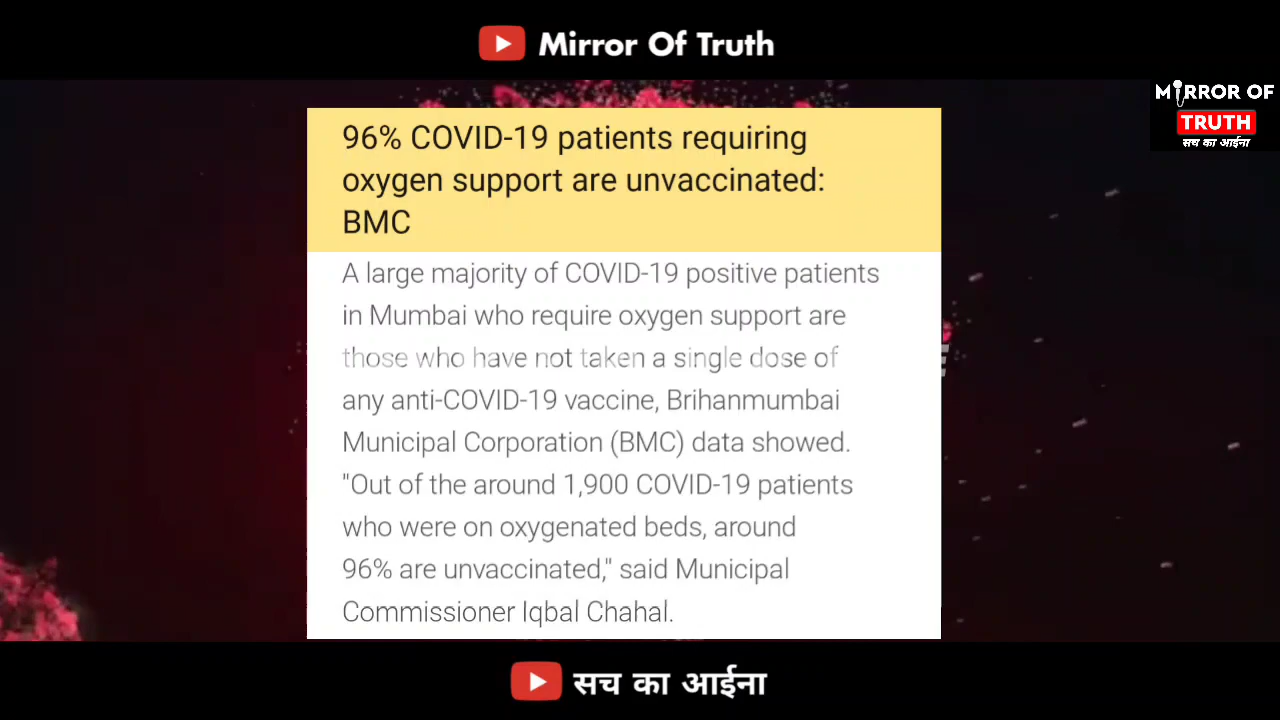 Mirror Of Truth
MIRROR OF
TRUTH
सच का आईना
96% COVID-19 patients requiring
oxygen support are unvaccinated:
BMC
A large majority of COVID-19 positive patients
in Mumbai who require oxygen support are
those who have not taken a single dose of
any anti-COVID-19 vaccine, Brihanmumbai
Municipal Corporation (BMC) data showed.
"Out of the around 1,900 COVID-19 patients
who were on oxygenated beds, around
96% are unvaccinated," said Municipal
Commissioner Iqbal Chahal.
सच का आईना